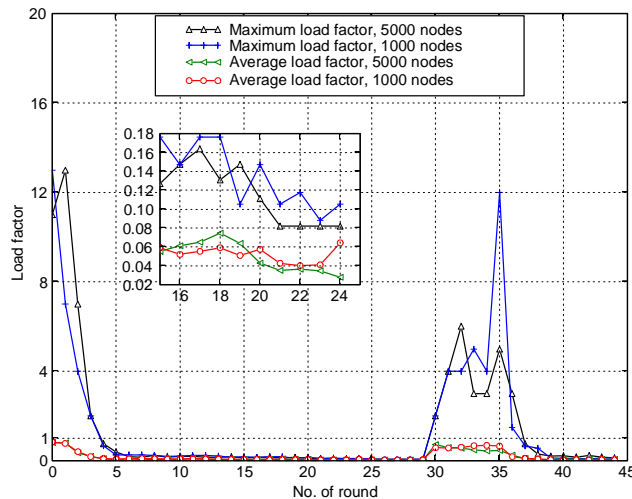 Maximum load factor, 5000 nodes
Maximum load factor, 1000 nodes
Average load factor, 5000 nodes
Average load factor, 1000 nodes
20
16
12
8
4
1
0
Load factor
0.18
0.16
0.14
0.12
0.10
0.08
0.06
0.04
0.02
16 18 20 22 24
0 5 10 15 20 25 30 35 40 45
No. of round